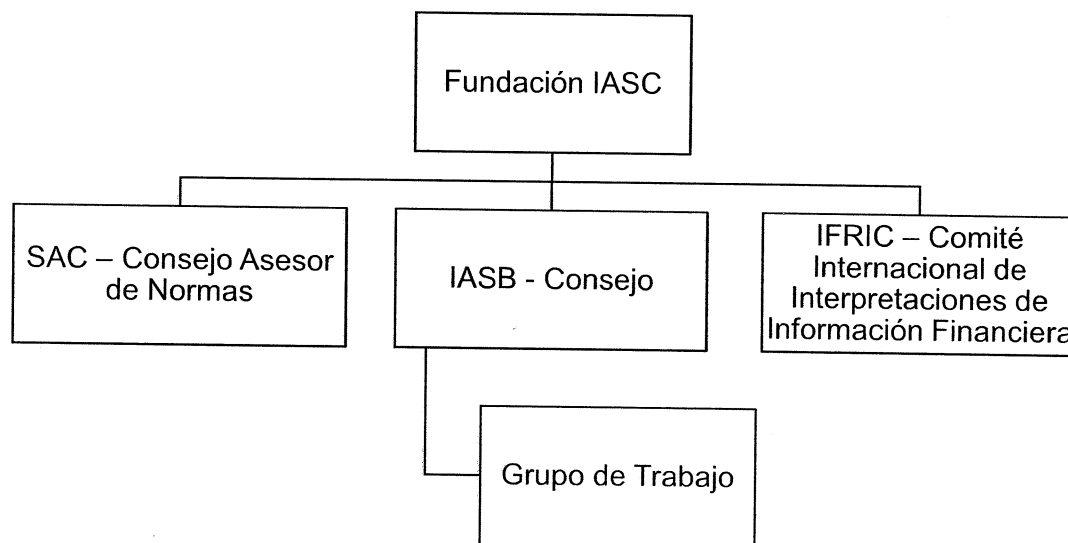 Fundación IASC
SAC – Consejo Asesor
de Normas
IASB - Consejo
IFRIC – Comité
Internacional de
Interpretaciones de
Información Financiera
Grupo de Trabajo